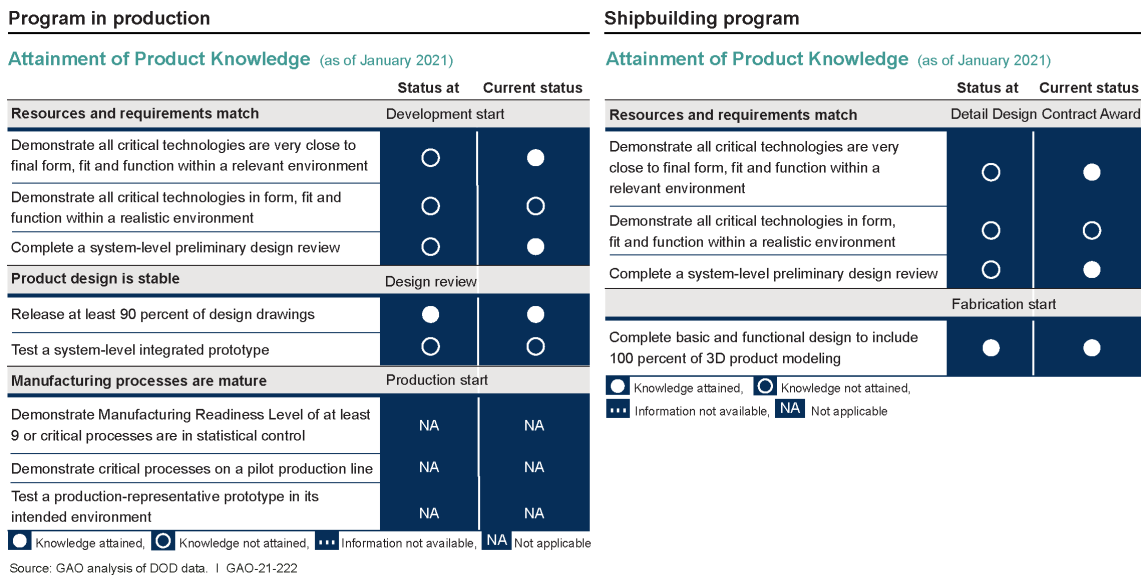 Program in production
Attainment of Product Knowledge (as of January 2021)
Status at Current status
Resources and requirements match Development start
Demonstrate all critical technologies are very close to
final form, fit and function within a relevant environment
Demonstrate all critical technologies in form, fit and
function within a realistic environment
Complete a system-level preliminary design review
Product design is stable Design review
Release at least 90 percent of design drawings
Test a system-level integrated prototype
Manufacturing processes are mature Production start
Demonstrate Manufacturing Readiness Level of at least
9 or critical processes are in statistical control
NA NA
Demonstrate critical processes on a pilot production line NA NA
Test a production-representative prototype in its
intended environment
NA NA
Knowledge attained, Knowledge not attained, Information not available, NA Not applicable
Source: GAO analysis of DOD data. I GAO-21-222
Shipbuilding program
Attainment of Product Knowledge (as of January 2021)
Status at Current status
Resources and requirements match Detail Design Contract Award
Demonstrate all critical technologies are very
close to final form, fit and function within a
relevant environment
Demonstrate all critical technologies in form,
fit and function within a realistic environment
Complete a system-level preliminary design review
Fabrication start
Complete basic and functional design to include
100 percent of 3D product modeling
Knowledge attained, Knowledge not attained,
Information not available, NA Not applicable